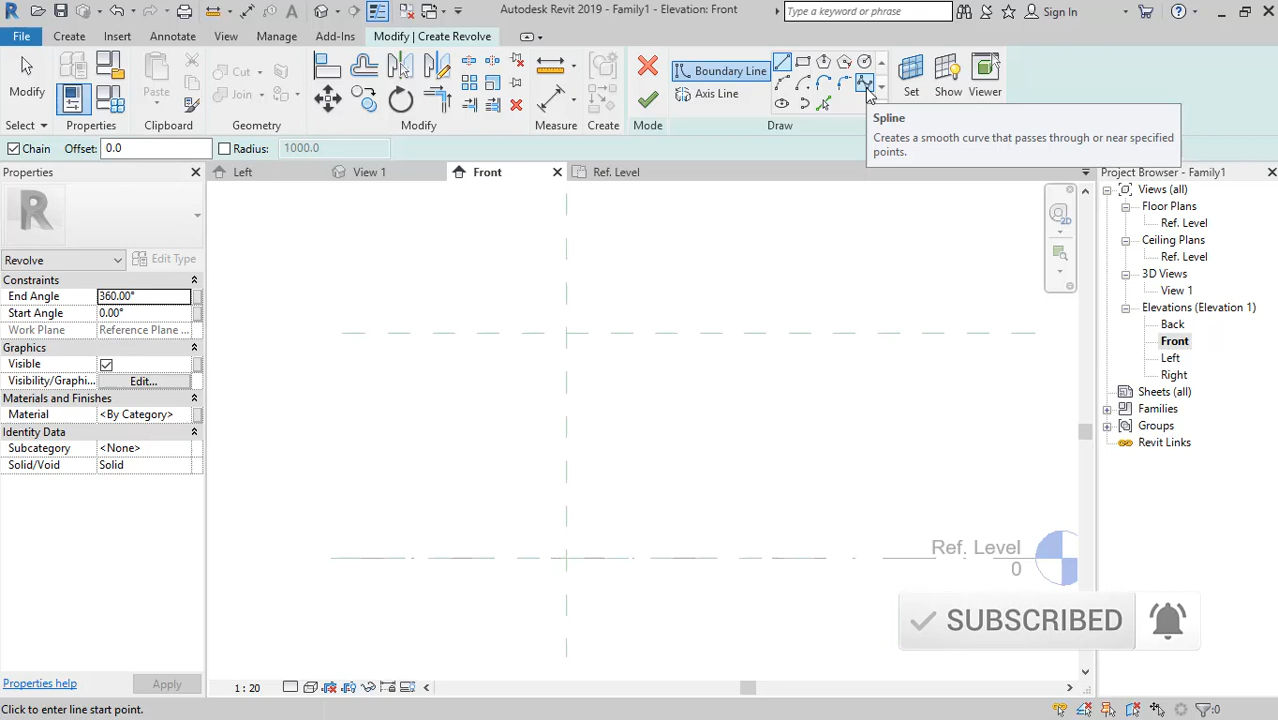 Autodesk Revit 2019 - Family1 - Elevation: Front
Type a keyword or phrase
Sign In
File
Create
Insert
Annotate
View
Manage
Add-Ins
Modify | Create Revolve
Modify
Cut
Join
Boundary Line
Axis Line
Set
Show
Viewer
Select
Properties
Clipboard
Geometry
Modify
Measure
Create
Mode
Draw
Spline
Creates a smooth curve that passes through or near specified
points.
Chain
Offset:
0.0
Radius:
1000.0
Properties
Left
View 1
Front
Ref. Level
Project Browser - Family1
Revolve
Edit Type
Constraints
End Angle
360.00°
Start Angle
0.00°
Work Plane
Reference Plane ...
Graphics
Visible
Visibility/Graphi...
Edit...
Materials and Finishes
Material
<By Category>
Identity Data
Subcategory
<None>
Solid/Void
Solid
Properties help
Apply
2D
Ref. Level
0
Views (all)
Floor Plans
Ref. Level
Ceiling Plans
Ref. Level
3D Views
View 1
Elevations (Elevation 1)
Back
Front
Left
Right
Sheets (all)
Families
Groups
Revit Links
SUBSCRIBED
1 : 20
Click to enter line start point.
:0